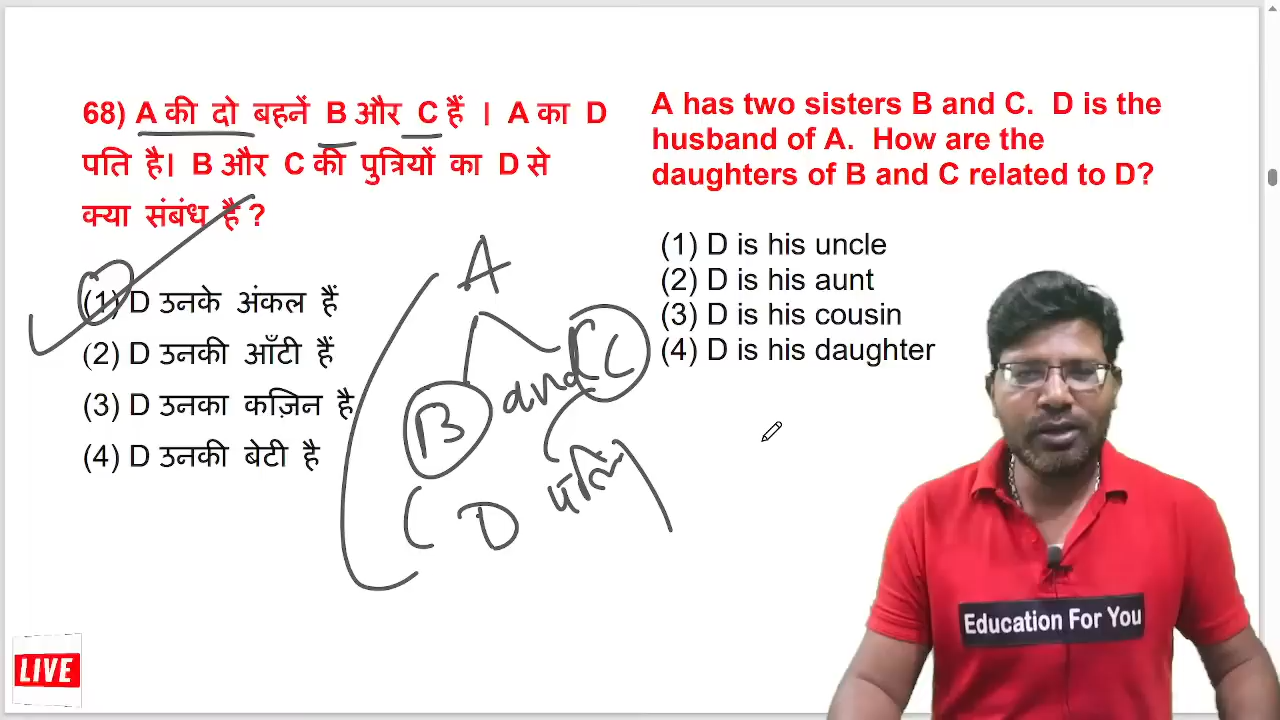 68) A की दो बहनें B और C हैं । A का D
पति है। B और C की पुत्रियों का D से
क्या संबंध है ?
(1) D उनके अंकल हैं
(2) D उनकी आँटी हैं
(3) D उनका कज़िन है
(4) D उनकी बेटी है
A has two sisters B and C. D is the
husband of A. How are the
daughters of B and C related to D?
(1) D is his uncle
(2) D is his aunt
(3) D is his cousin
(4) D is his daughter
A
B and C
D पति
Education For You
LIVE